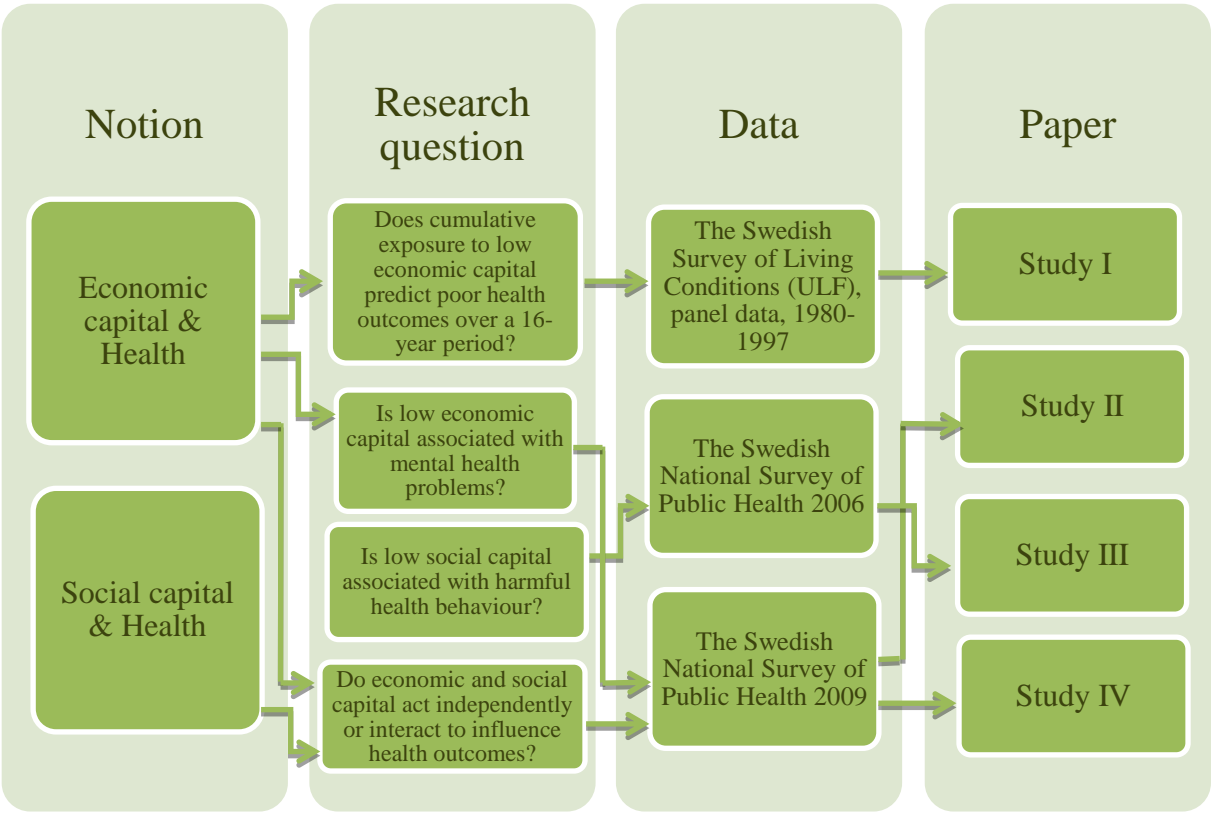 Notion
Economic
capital &
Health
Social capital
& Health
Research
question
Does cumulative
exposure to low
economic capital
predict poor health
outcomes over a 16-
year period?
Is low economic
capital associated with
mental health
problems?
Is low social capital
associated with harmful
health behaviour?
Do economic and social
capital act independently
or interact to influence
health outcomes?
Data
The Swedish
Survey of Living
Conditions (ULF),
panel data, 1980-
1997
The Swedish
National Survey of
Public Health 2006
The Swedish
National Survey of
Public Health 2009
Paper
Study I
Study II
Study III
Study IV